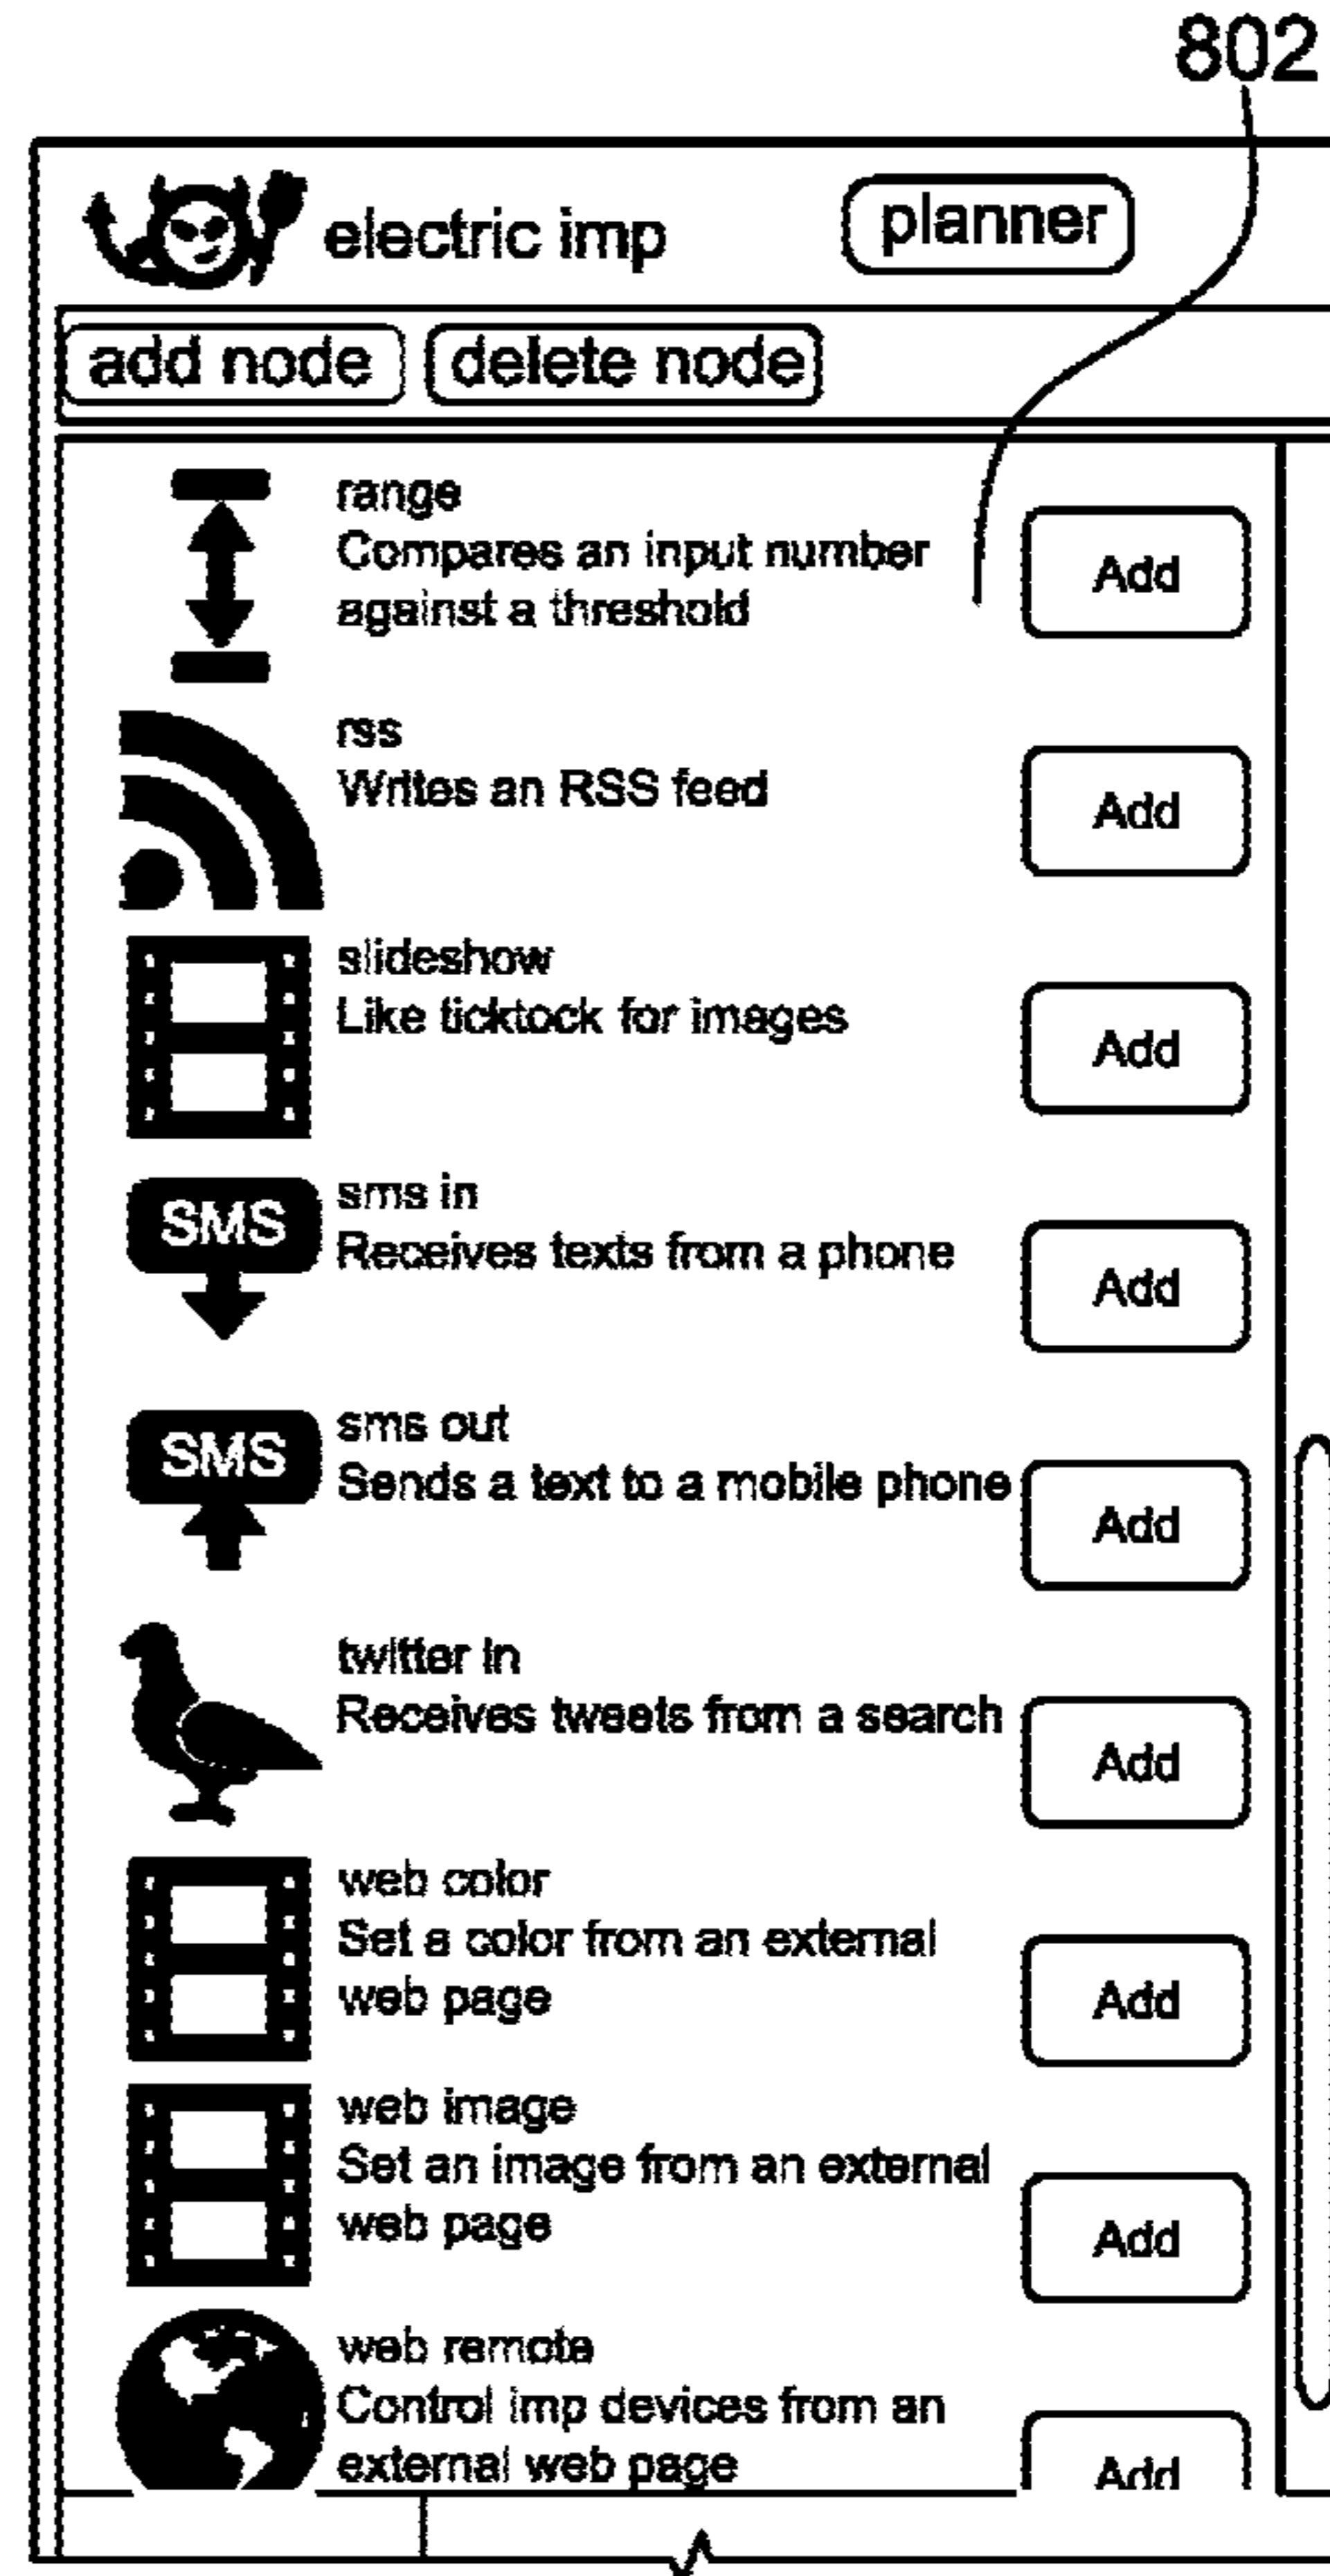 802
electric imp planner
add node delete node
range
Compares an input number
against a threshold
Add
rss
Writes an RSS feed
Add
slideshow
Like ticktock for images
Add
SMS
sms in
Receives texts from a phone
Add
SMS
sms out
Sends a text to a mobile phone
Add
twitter in
Receives tweets from a search
Add
web color
Set a color from an external
web page
Add
web image
Set an image from an external
web page
Add
web remote
Control imp devices from an
external web page
Add